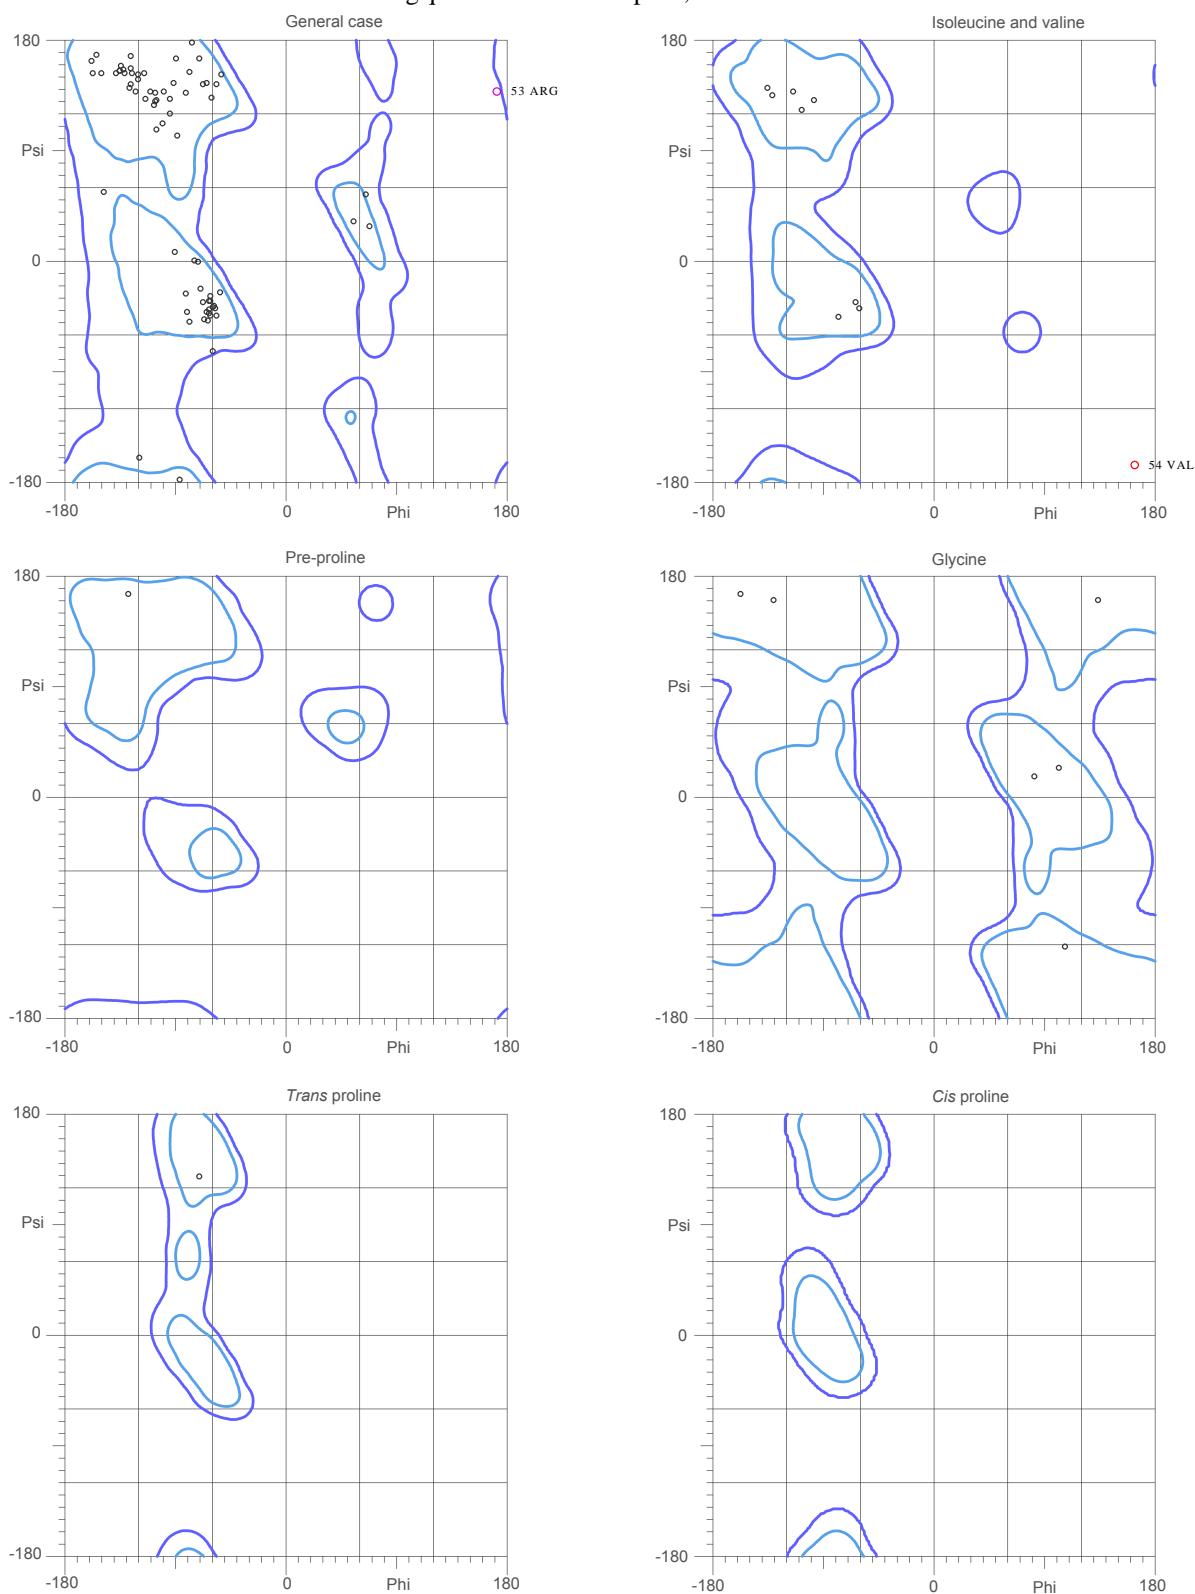 General case
Isoleucine and valine
180
180
53 ARG
Psi
Psi
0
0
54 VAL
-180
-180
-180
0
Phi
180
-180
0
Phi
180
Pre-proline
Glycine
180
180
Psi
Psi
0
0
-180
-180
-180
0
Phi
180
-180
0
Phi
180
Trans proline
Cis proline
180
180
Psi
Psi
0
0
-180
-180
-180
0
Phi
180
-180
0
Phi
180